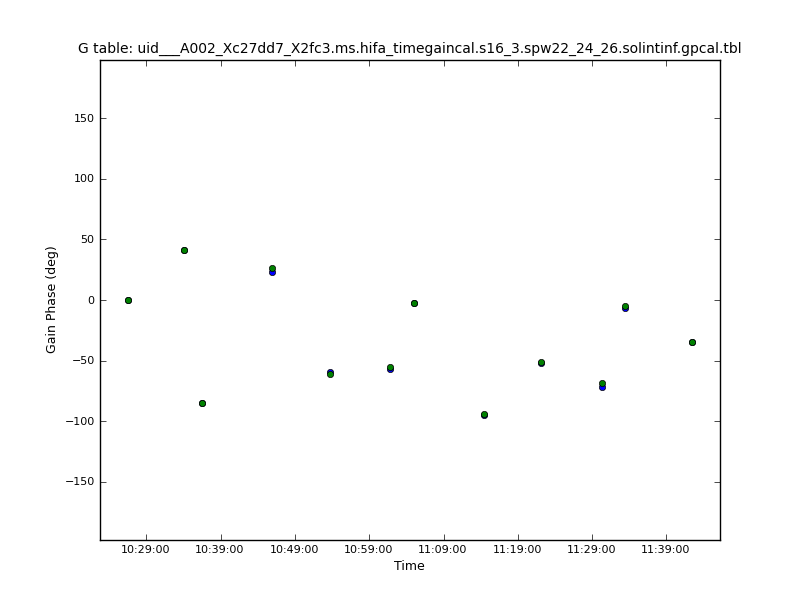 G table: uid___A002_Xc27dd7_X2fc3.ms.hifa_timegaincal.s16_3.spw22_24_26.solintinf.gpcal.tbl
150
100
50
0
−50
−100
−150
Gain Phase (deg)
10:29:00 10:39:00 10:49:00 10:59:00 11:09:00 11:19:00 11:29:00 11:39:00
Time